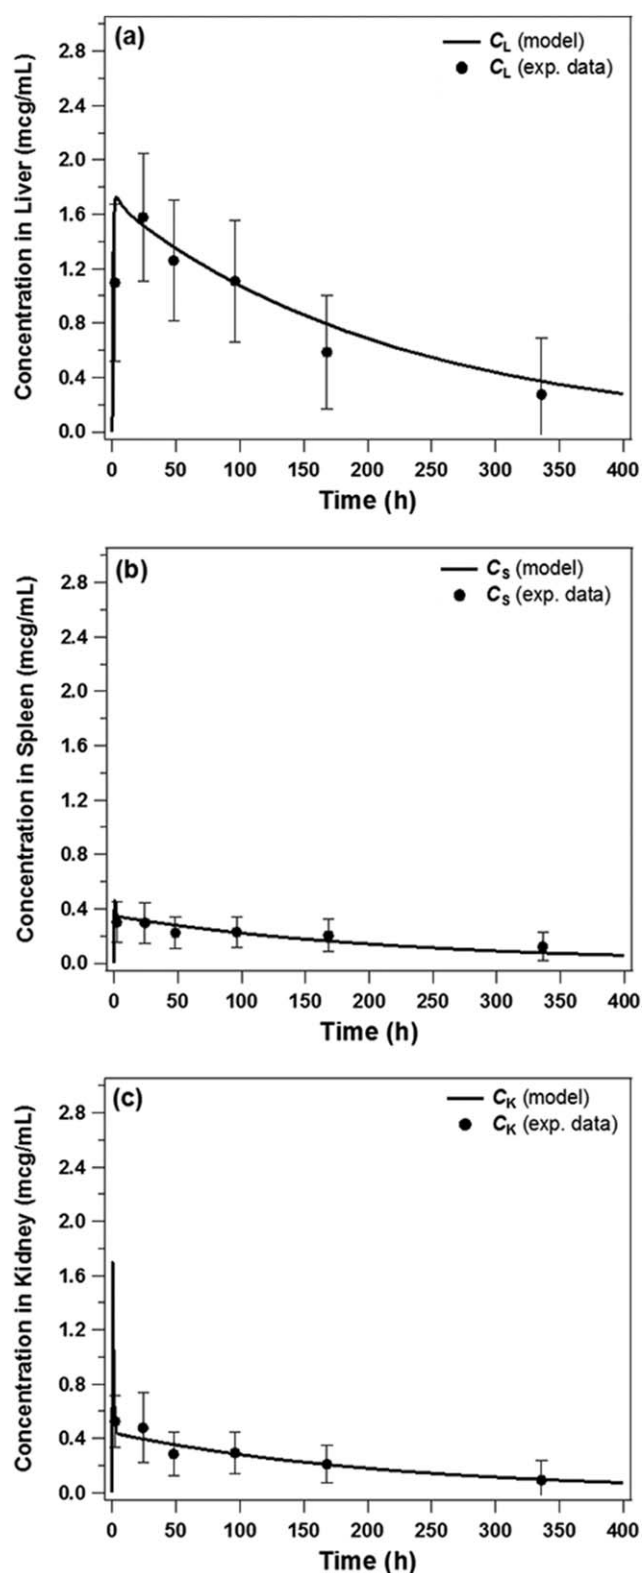 (a)
C_L (model)
C_L (exp. data)
Concentration in Liver (mcg/mL)
2.8
2.4
2.0
1.6
1.2
0.8
0.4
0.0
0 50 100 150 200 250 300 350 400
Time (h)
(b)
C_S (model)
C_S (exp. data)
Concentration in Spleen (mcg/mL)
2.8
2.4
2.0
1.6
1.2
0.8
0.4
0.0
0 50 100 150 200 250 300 350 400
Time (h)
(c)
C_K (model)
C_K (exp. data)
Concentration in Kidney (mcg/mL)
2.8
2.4
2.0
1.6
1.2
0.8
0.4
0.0
0 50 100 150 200 250 300 350 400
Time (h)